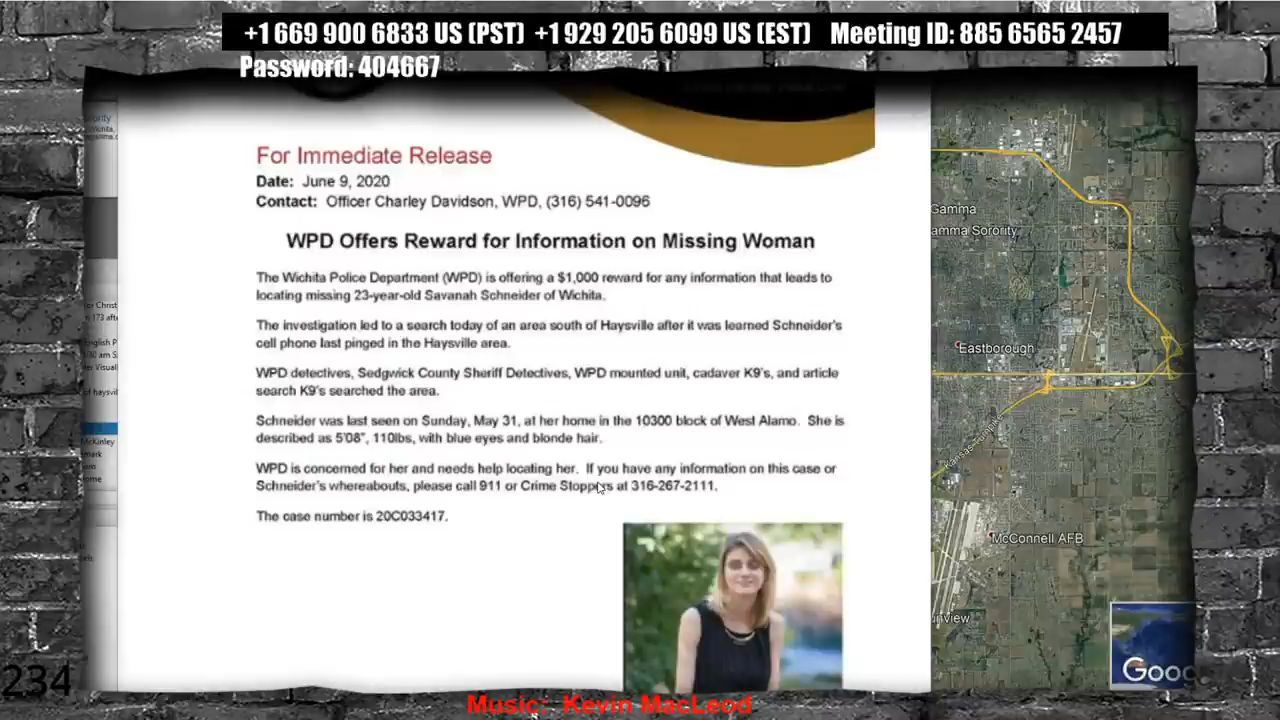 +1 669 900 6833 US (PST)  +1 929 205 6099 US (EST)    Meeting ID: 885 6565 2457
Password: 404667
For Immediate Release
Date:  June 9, 2020
Contact:  Officer Charley Davidson, WPD, (316) 541-0096
WPD Offers Reward for Information on Missing Woman
The Wichita Police Department (WPD) is offering a $1,000 reward for any information that leads to
locating missing 23-year-old Savanah Schneider of Wichita.
The investigation led to a search today of an area south of Haysville after it was learned Schneider's
cell phone last pinged in the Haysville area.
WPD detectives, Sedgwick County Sheriff Detectives, WPD mounted unit, cadaver K9's, and article
search K9's searched the area.
Schneider was last seen on Sunday, May 31, at her home in the 10300 block of West Alamo.  She is
described as 5'08", 110lbs, with blue eyes and blonde hair.
WPD is concerned for her and needs help locating her.  If you have any information on this case or
Schneider's whereabouts, please call 911 or Crime Stoppers at 316-267-2111.
The case number is 20C033417.
Gamma
amma Sorority
Eastborough
Kansas Turnpike
McConnell AFB
Goo
234
Music:  Kevin MacLeod